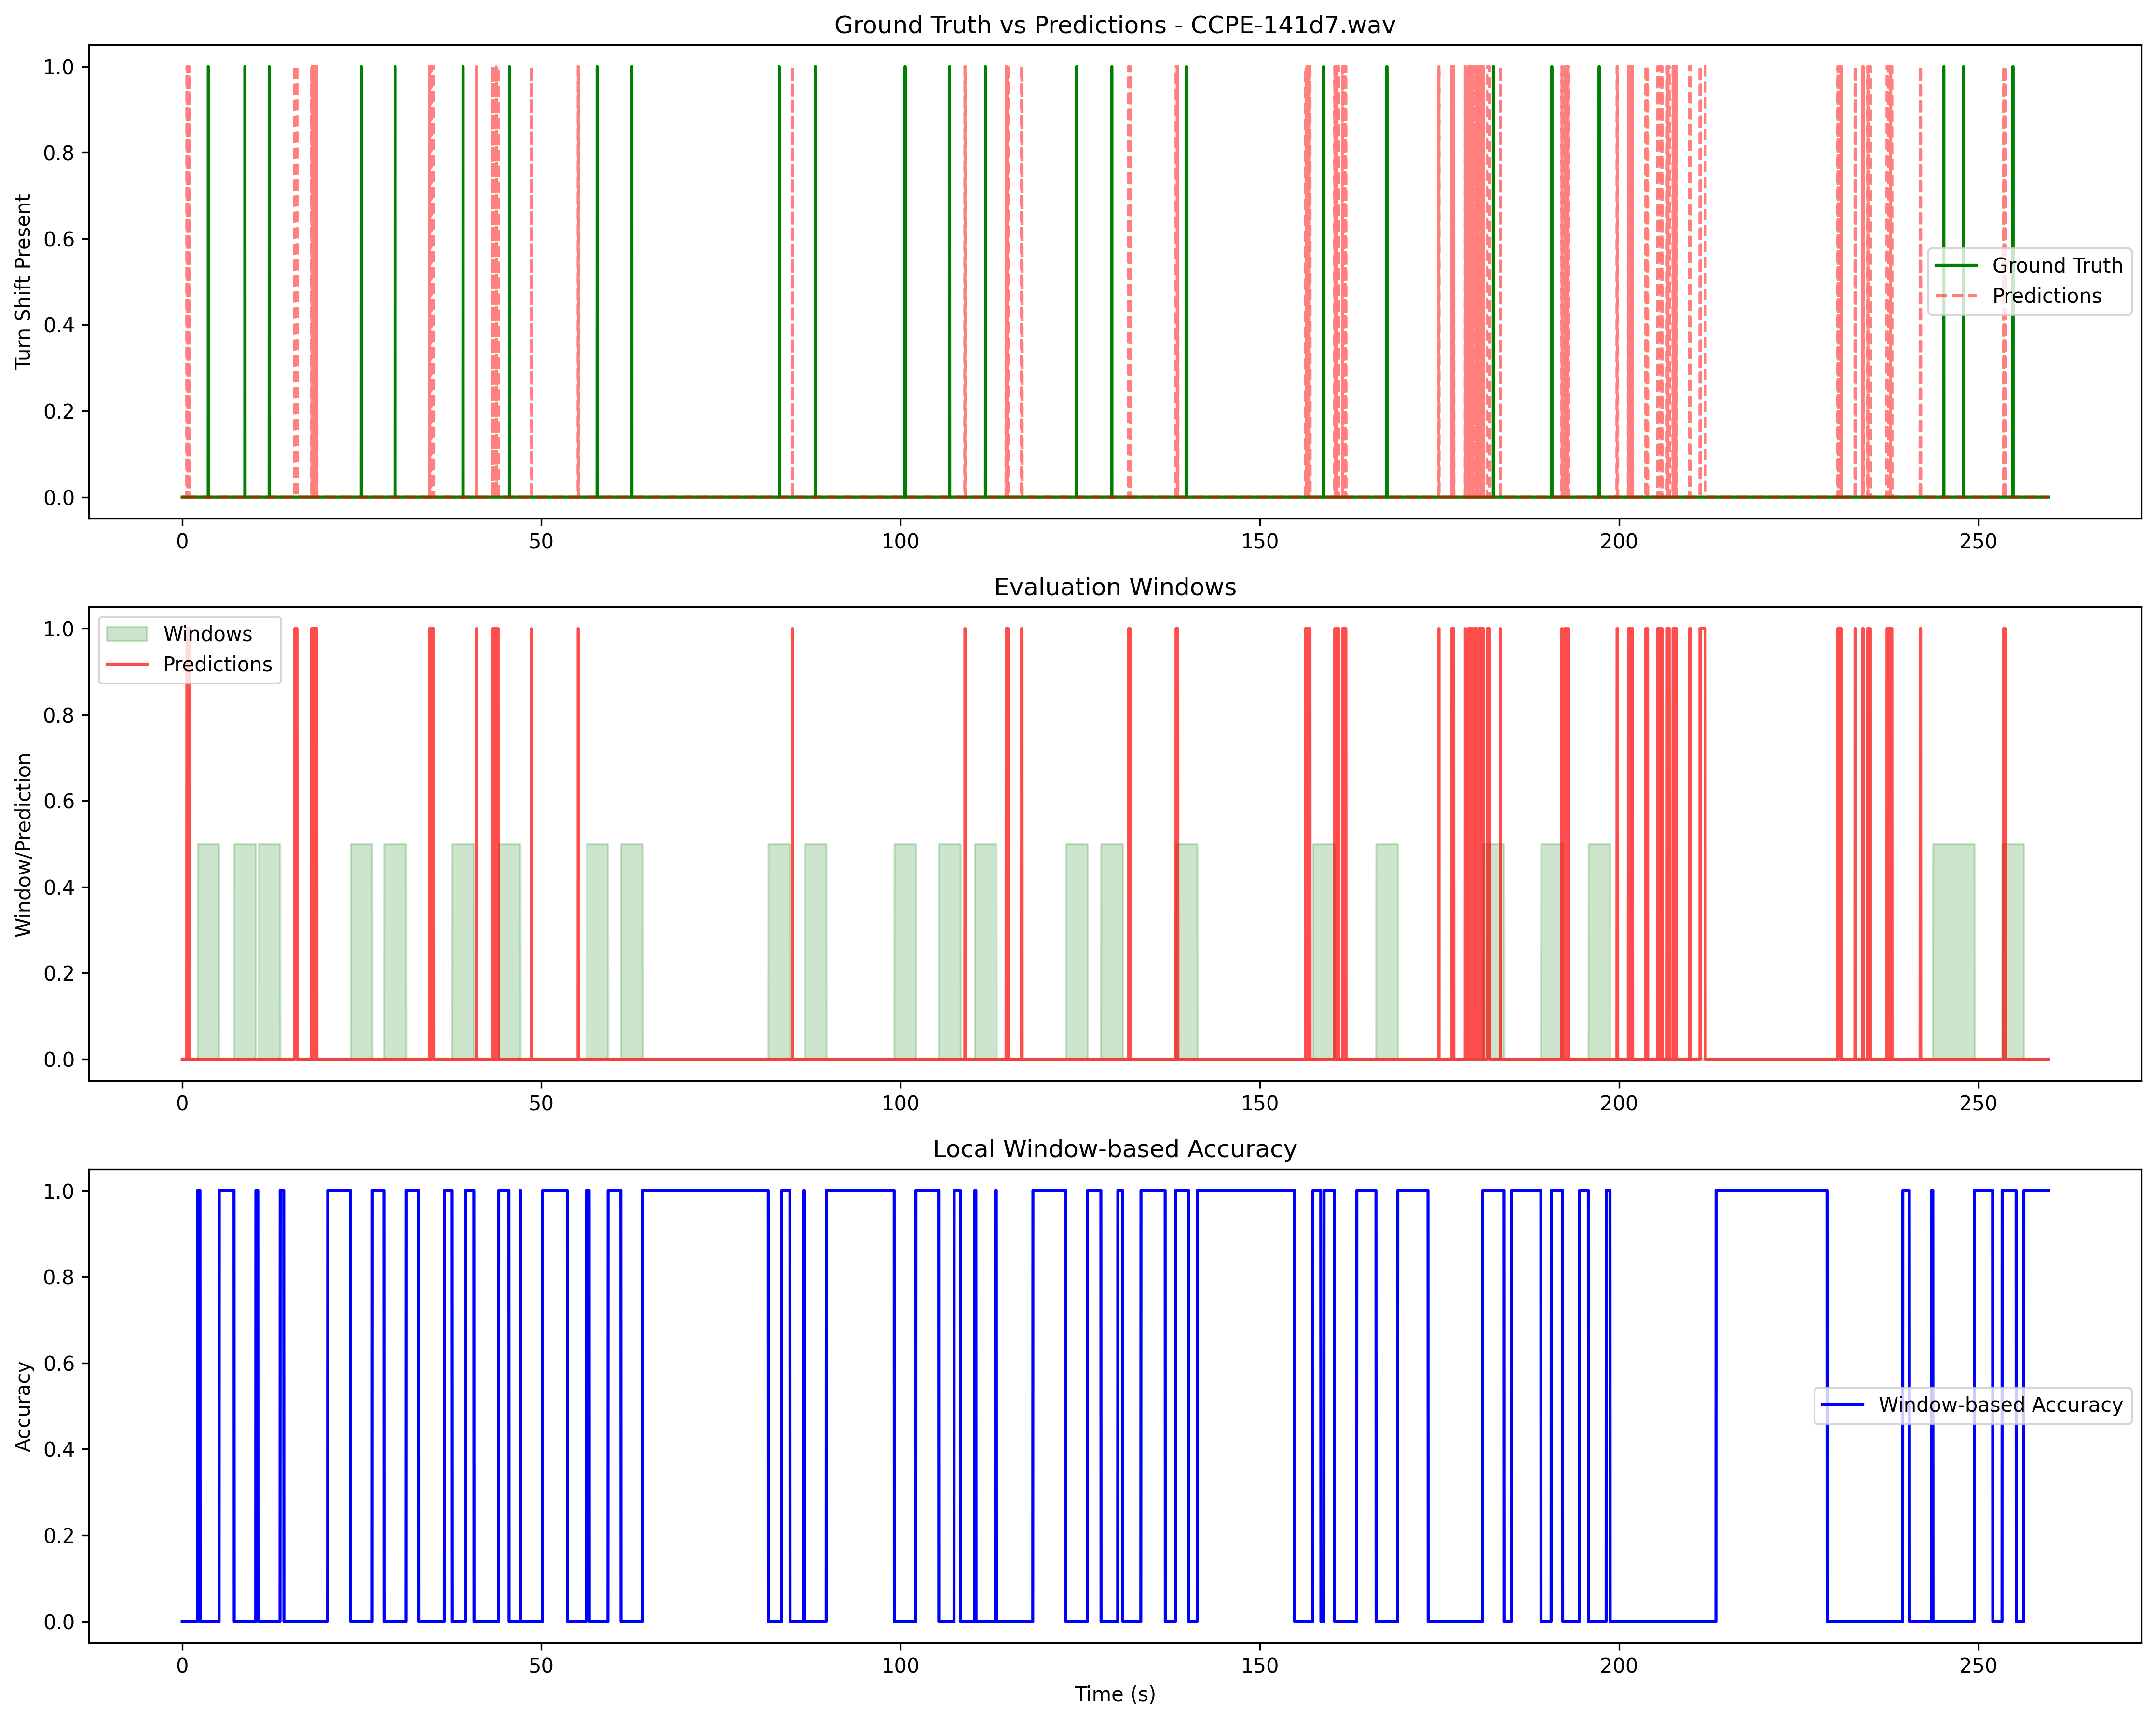 Ground Truth vs Predictions - CCPE-141d7.wav
1.0
0.8
0.6
0.4
0.2
0.0
Turn Shift Present
Ground Truth
Predictions
0 50 100 150 200 250
Evaluation Windows
1.0
0.8
0.6
0.4
0.2
0.0
Window/Prediction
Windows
Predictions
0 50 100 150 200 250
Local Window-based Accuracy
1.0
0.8
0.6
0.4
0.2
0.0
Accuracy
Window-based Accuracy
0 50 100 150 200 250
Time (s)